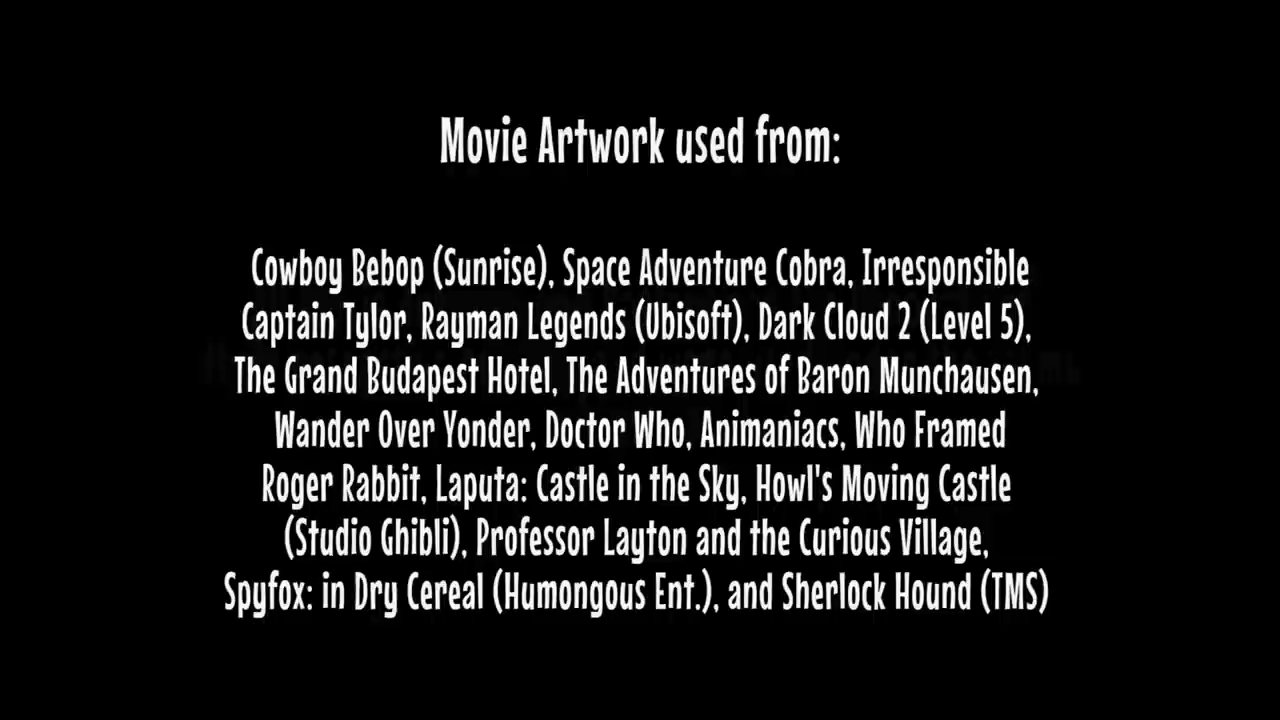 Movie Artwork used from:
Cowboy Bebop (Sunrise), Space Adventure Cobra, Irresponsible
Captain Tylor, Rayman Legends (Ubisoft), Dark Cloud 2 (Level 5),
The Grand Budapest Hotel, The Adventures of Baron Munchausen,
Wander Over Yonder, Doctor Who, Animaniacs, Who Framed
Roger Rabbit, Laputa: Castle in the Sky, Howl's Moving Castle
(Studio Ghibli), Professor Layton and the Curious Village,
Spyfox: in Dry Cereal (Humongous Ent.), and Sherlock Hound (TMS)